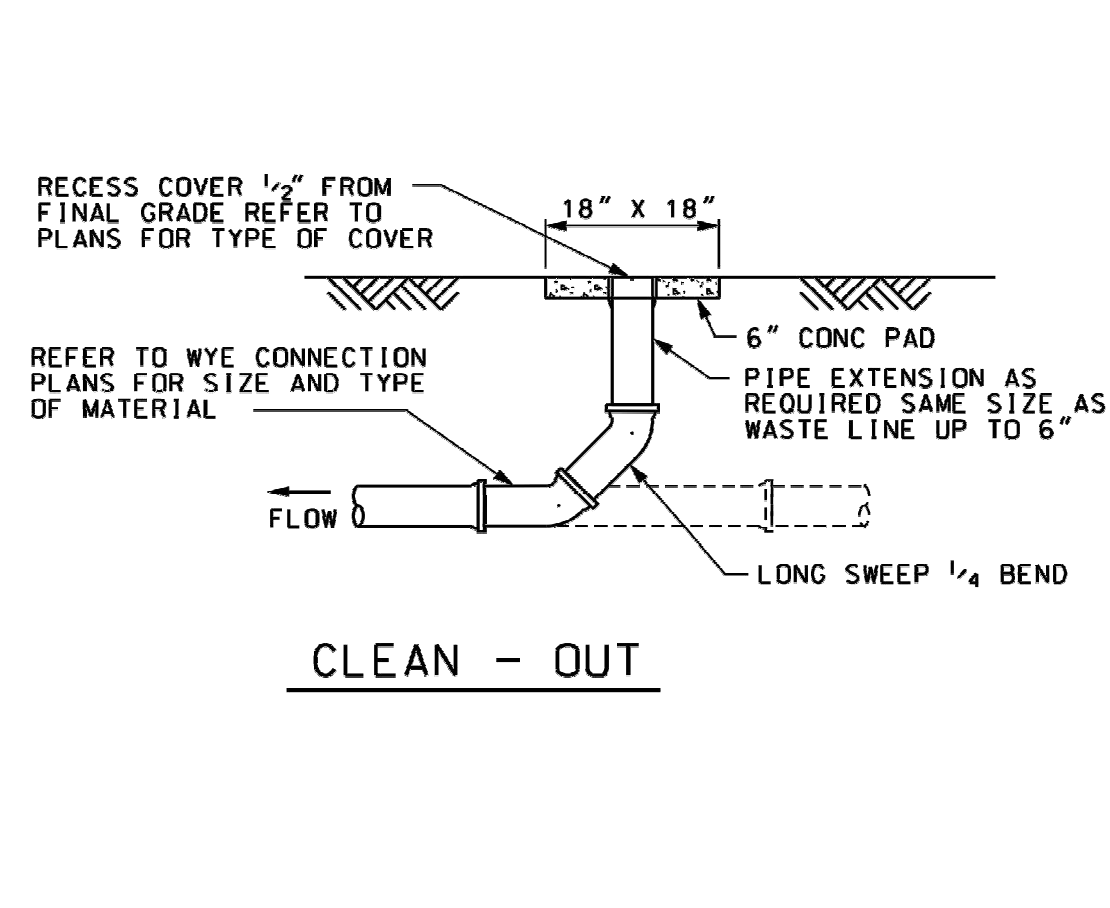 RECESS COVER 1/2" FROM
FINAL GRADE REFER TO
PLANS FOR TYPE OF COVER
18" X 18"
6" CONC PAD
REFER TO WYE CONNECTION
PLANS FOR SIZE AND TYPE
OF MATERIAL
PIPE EXTENSION AS
REQUIRED SAME SIZE AS
WASTE LINE UP TO 6"
FLOW
LONG SWEEP 1/4 BEND
CLEAN - OUT